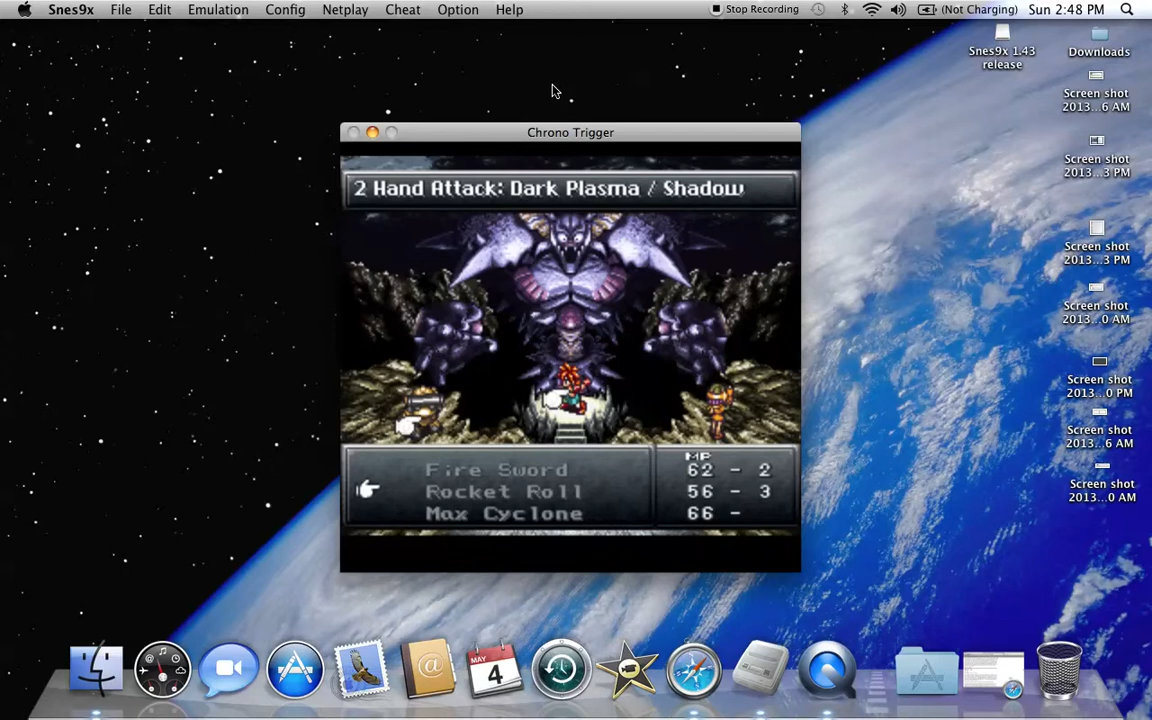 Snes9x File Edit Emulation Config Netplay Cheat Option Help Stop Recording (Not Charging) Sun 2:48 PM
Snes9x 1.43
release
Downloads
Screen shot
2013...6 AM
Screen shot
2013...3 PM
Screen shot
2013...3 PM
Screen shot
2013...0 AM
Screen shot
2013...0 PM
Screen shot
2013...6 AM
Screen shot
2013...0 AM
Chrono Trigger
2 Hand Attack: Dark Plasma / Shadow
MP
Fire Sword 62 - 2
Rocket Roll 56 - 3
Max Cyclone 66 -
MAY
4